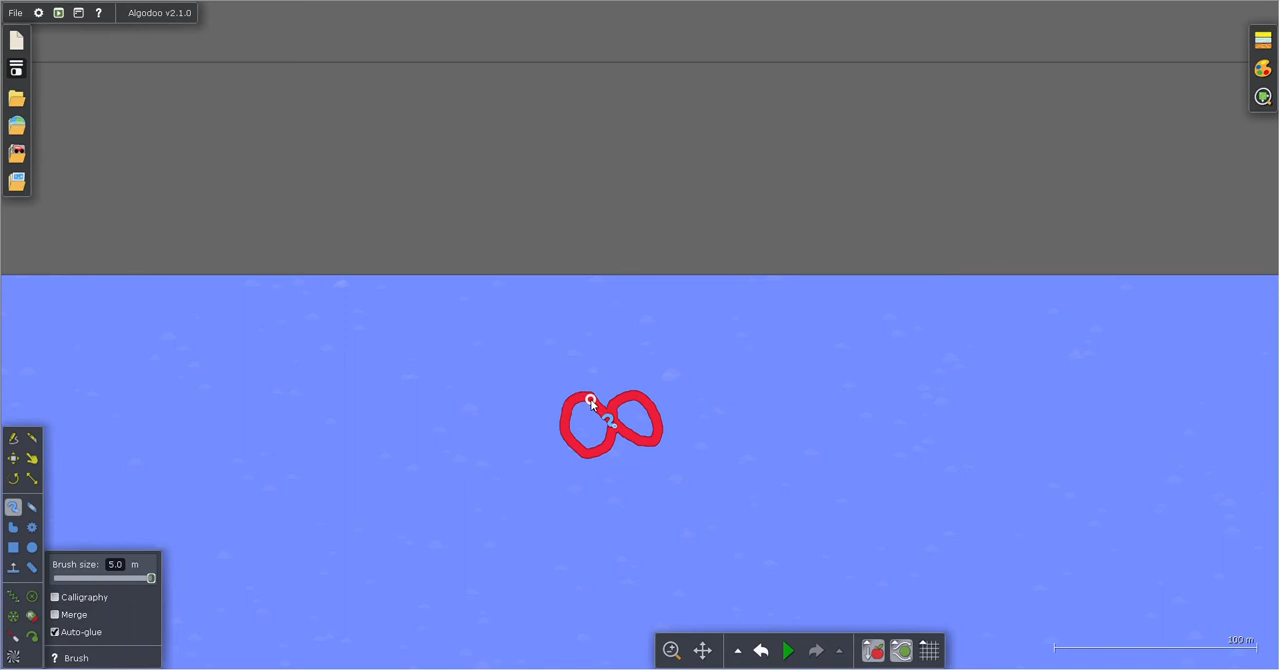 File ? Algodoo v2.1.0
Brush size: 5.0 m
Calligraphy
Merge
Auto-glue
? Brush
100 m